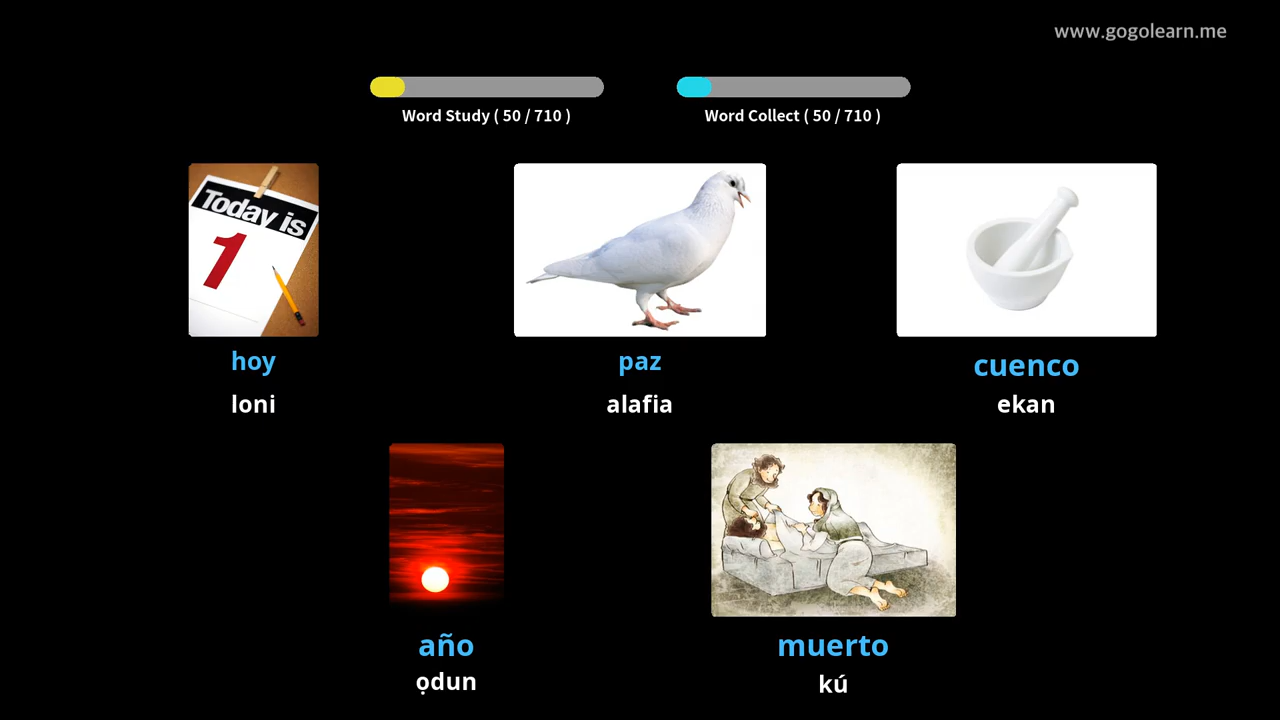 www.gogolearn.me
Word Study ( 50 / 710 )
Word Collect ( 50 / 710 )
Today is
1
hoy
paz
cuenco
loni
alafia
ekan
año
muerto
ọdun
kú